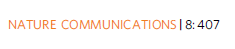 NATURE COMMUNICATIONS | 8: 407